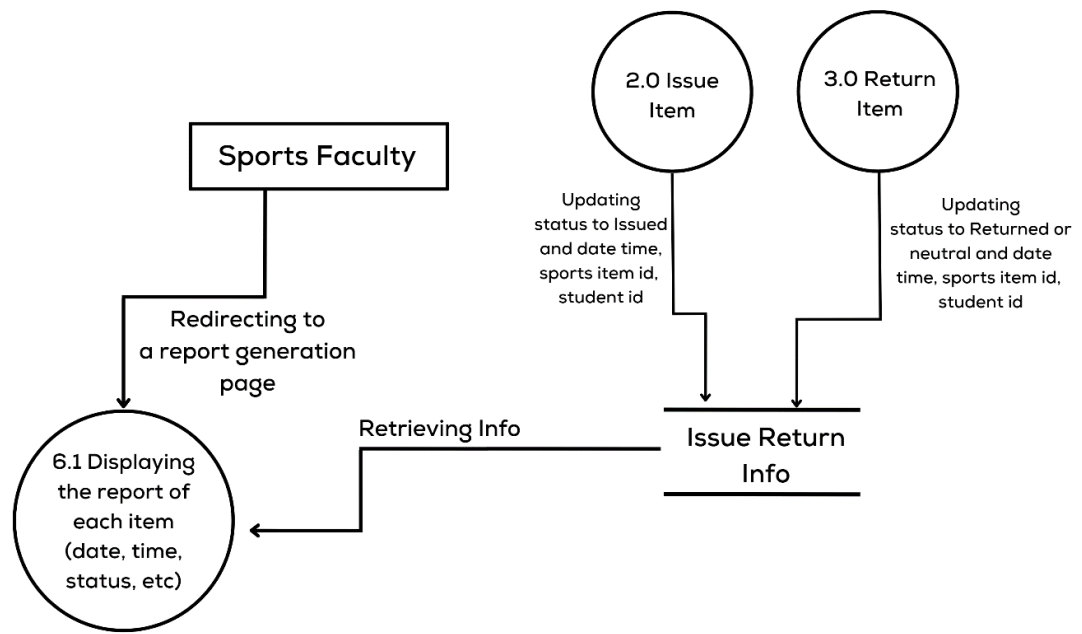 2.0 Issue
Item
3.0 Return
Item
Sports Faculty
Updating
status to Issued
and date time,
sports item id,
student id
Updating
status to Returned or
neutral and date
time, sports item id,
student id
Redirecting to
a report generation
page
Retrieving Info
Issue Return
Info
6.1 Displaying
the report of
each item
(date, time,
status, etc)